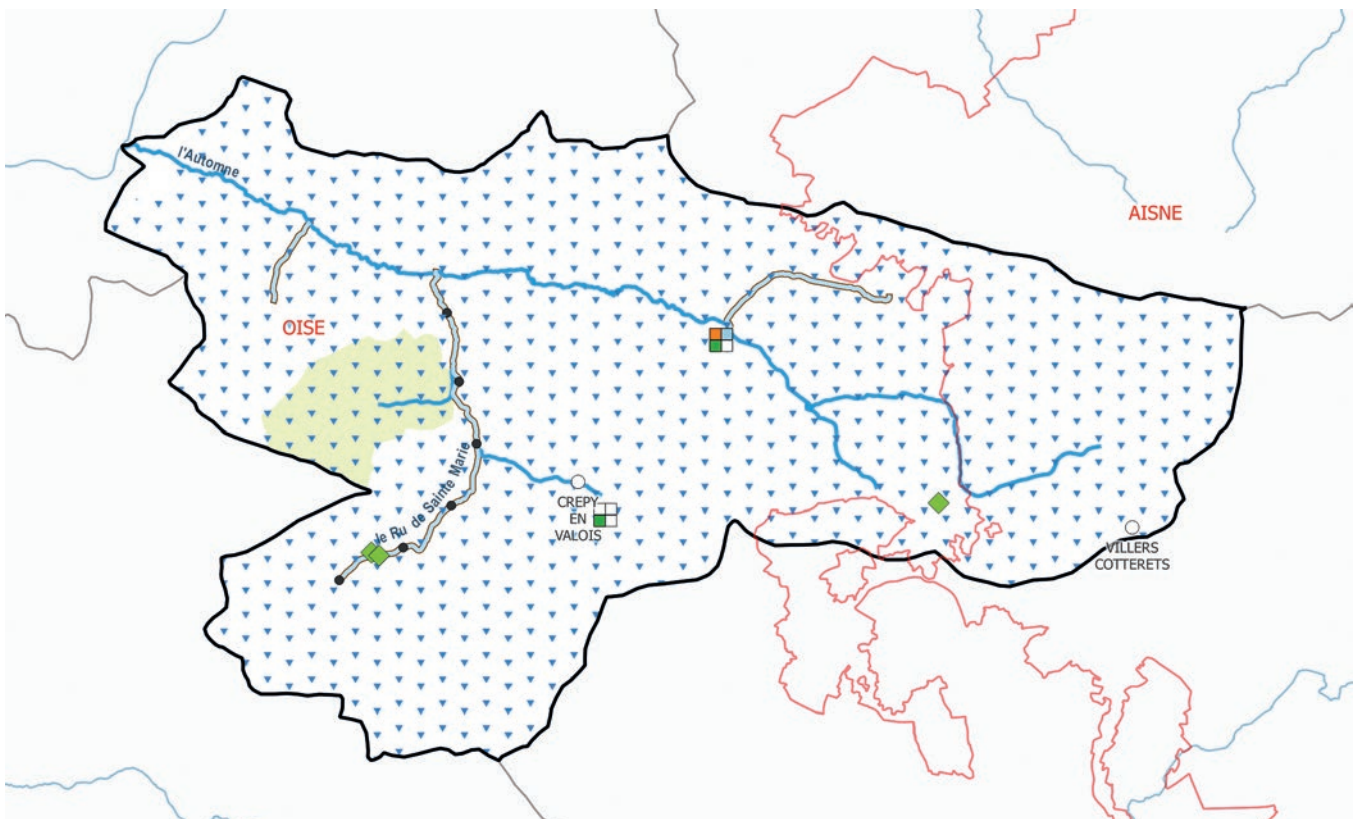 l'Automne
AISNE
OISE
le Ru de Sainte Marie
CREPY
EN
VALOIS
VILLERS
COTTERETS